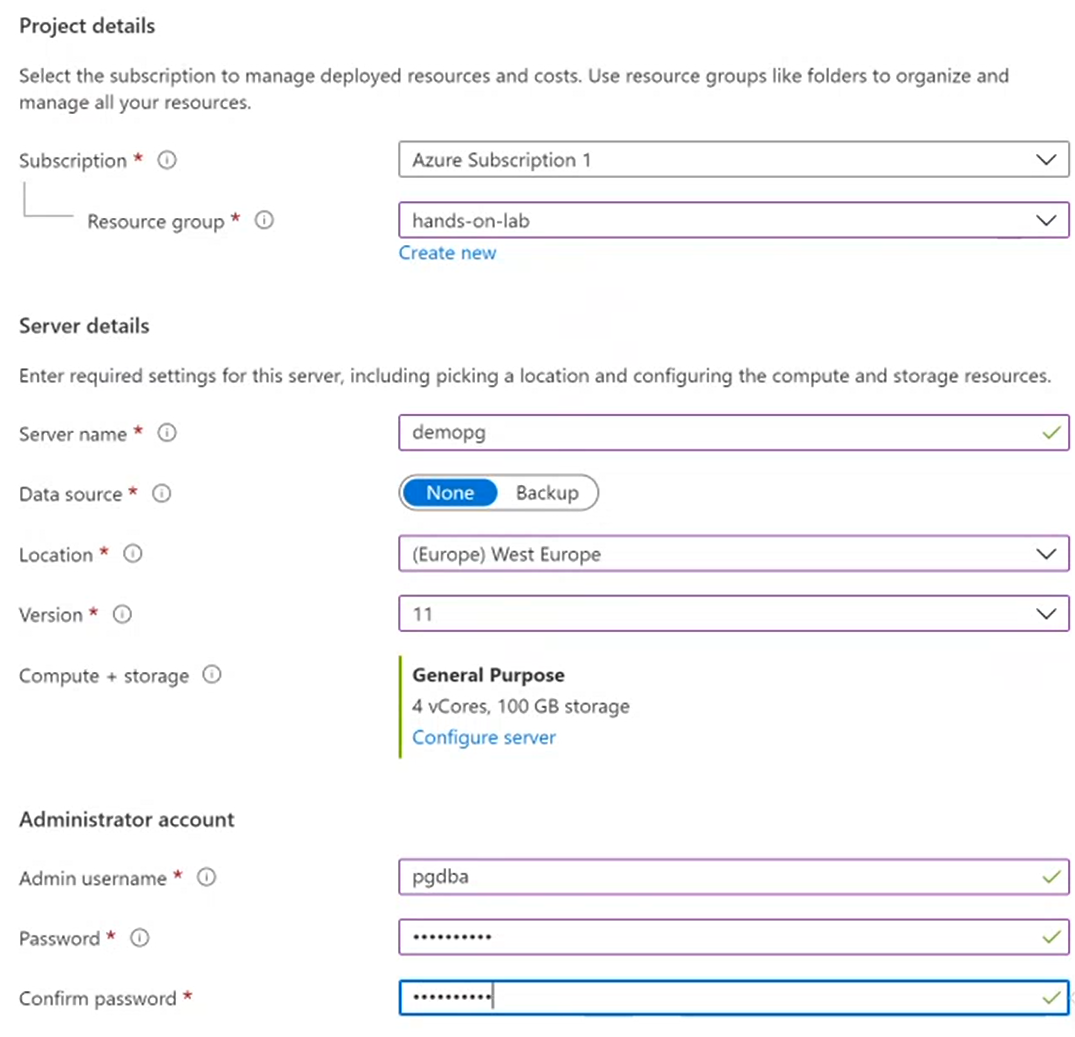 Project details
Select the subscription to manage deployed resources and costs. Use resource groups like folders to organize and
manage all your resources.
Subscription *
Azure Subscription 1
Resource group *
hands-on-lab
Create new
Server details
Enter required settings for this server, including picking a location and configuring the compute and storage resources.
Server name *
demopg
Data source *
None Backup
Location *
(Europe) West Europe
Version *
11
Compute + storage
General Purpose
4 vCores, 100 GB storage
Configure server
Administrator account
Admin username *
pgdba
Password *
••••••••••
Confirm password *
••••••••••